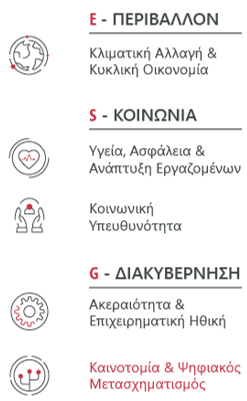 E - ΠΕΡΙΒΑΛΛΟΝ
Κλιματική Αλλαγή &
Κυκλική Οικονομία
S - ΚΟΙΝΩΝΙΑ
Υγεία, Ασφάλεια &
Ανάπτυξη Εργαζομένων
Κοινωνική
Υπευθυνότητα
G - ΔΙΑΚΥΒΕΡΝΗΣΗ
Ακεραιότητα &
Επιχειρηματική Ηθική
Καινοτομία & Ψηφιακός
Μετασχηματισμός